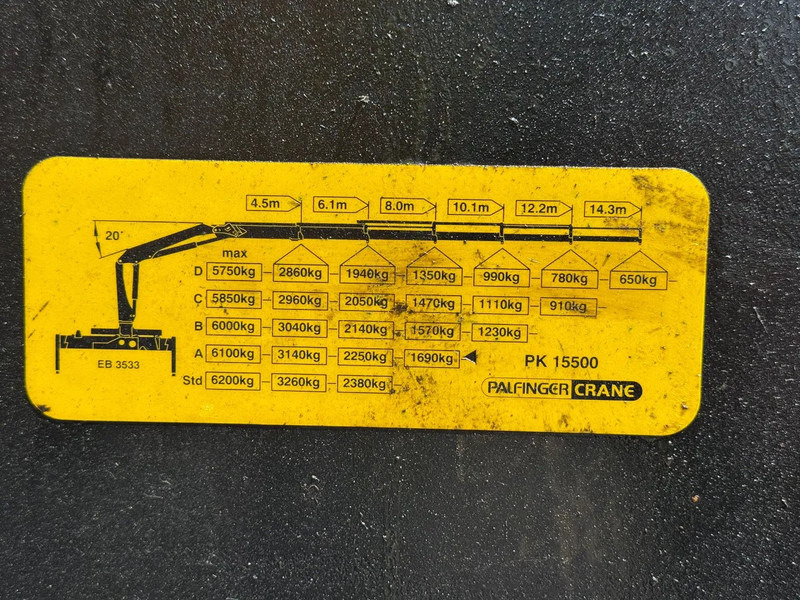 4.5m 6.1m 8.0m 10.1m 12.2m 14.3m
20°
max
D 5750kg 2860kg 1940kg 1350kg 990kg 780kg 650kg
C 5850kg 2960kg 2050kg 1470kg 1110kg 910kg
B 6000kg 3040kg 2140kg 1570kg 1230kg
A 6100kg 3140kg 2250kg 1690kg
EB 3533
PK 15500
Std 6200kg 3260kg 2380kg
PALFINGER CRANE